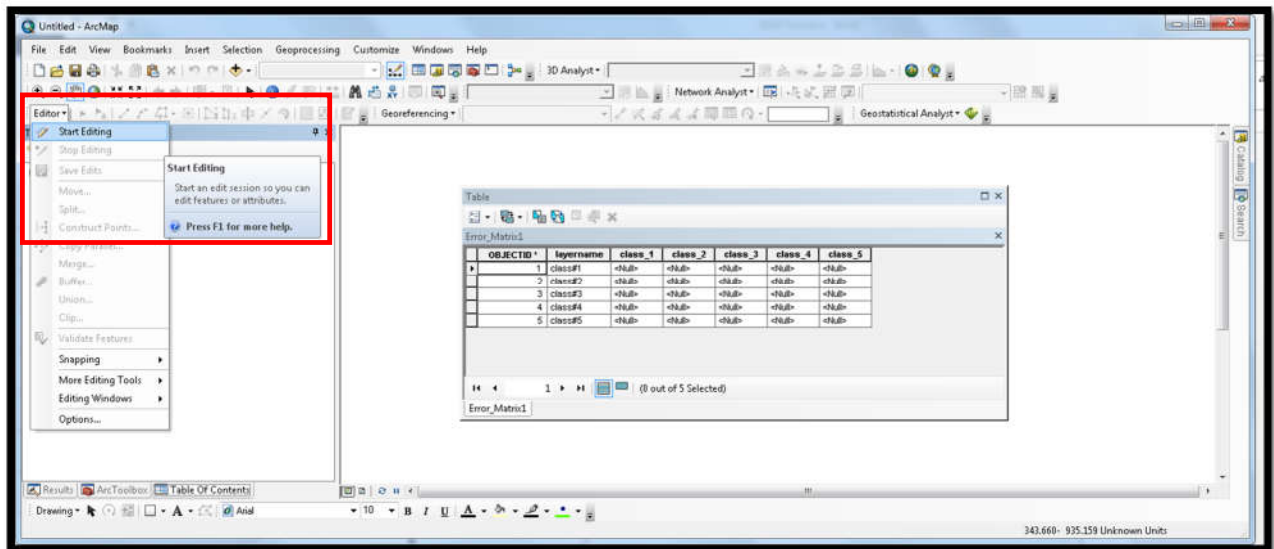 Untitled - ArcMap
File Edit View Bookmarks Insert Selection Geoprocessing Customize Windows Help
3D Analyst
Network Analyst
Editor
Georeferencing
Geostatistical Analyst
Start Editing
Stop Editing
Save Edits
Move...
Split...
Construct Points...
Copy Parallel...
Merge...
Buffer...
Union...
Clip...
Validate Features
Snapping
More Editing Tools
Editing Windows
Options...
Start Editing
Start an edit session so you can
edit features or attributes.
Press F1 for more help.
Table
Error_Matrix1
OBJECTID * layername class_1 class_2 class_3 class_4 class_5
1 class#1 <Null> <Null> <Null> <Null> <Null>
2 class#2 <Null> <Null> <Null> <Null> <Null>
3 class#3 <Null> <Null> <Null> <Null> <Null>
4 class#4 <Null> <Null> <Null> <Null> <Null>
5 class#5 <Null> <Null> <Null> <Null> <Null>
1 (0 out of 5 Selected)
Error_Matrix1
Catalog
Search
Results ArcToolbox Table Of Contents
Drawing A Arial 10 B I U A
343.660- 935.159 Unknown Units